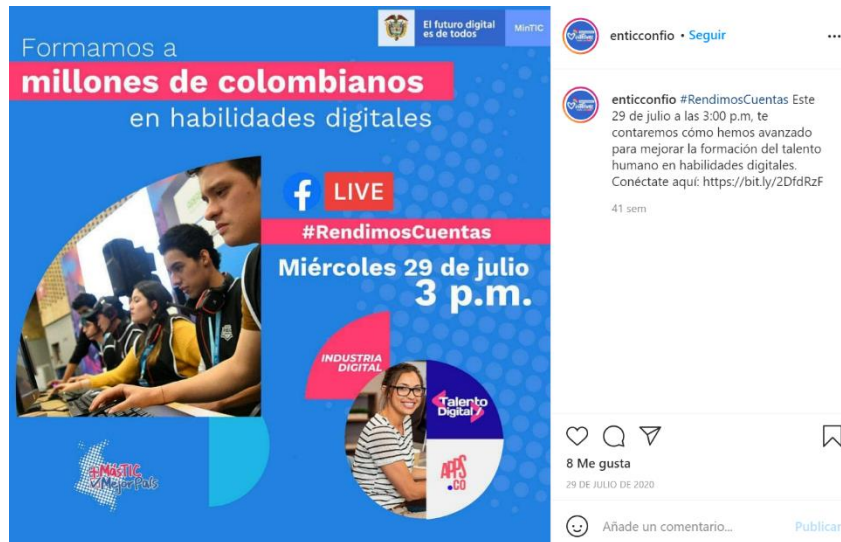 El futuro digital
es de todos
MinTIC
Formamos a
millones de colombianos
en habilidades digitales
f LIVE
#RendimosCuentas
Miércoles 29 de julio
3 p.m.
INDUSTRIA
DIGITAL
Talento
Digital
APPS
.CO
+MásTIC
MejorPaís
enticconfio • Seguir
...
enticconfio #RendimosCuentas Este
29 de julio a las 3:00 p.m, te
contaremos cómo hemos avanzado
para mejorar la formación del talento
humano en habilidades digitales.
Conéctate aquí: https://bit.ly/2DfdRzF
41 sem
8 Me gusta
29 DE JULIO DE 2020
Añade un comentario...
Publicar